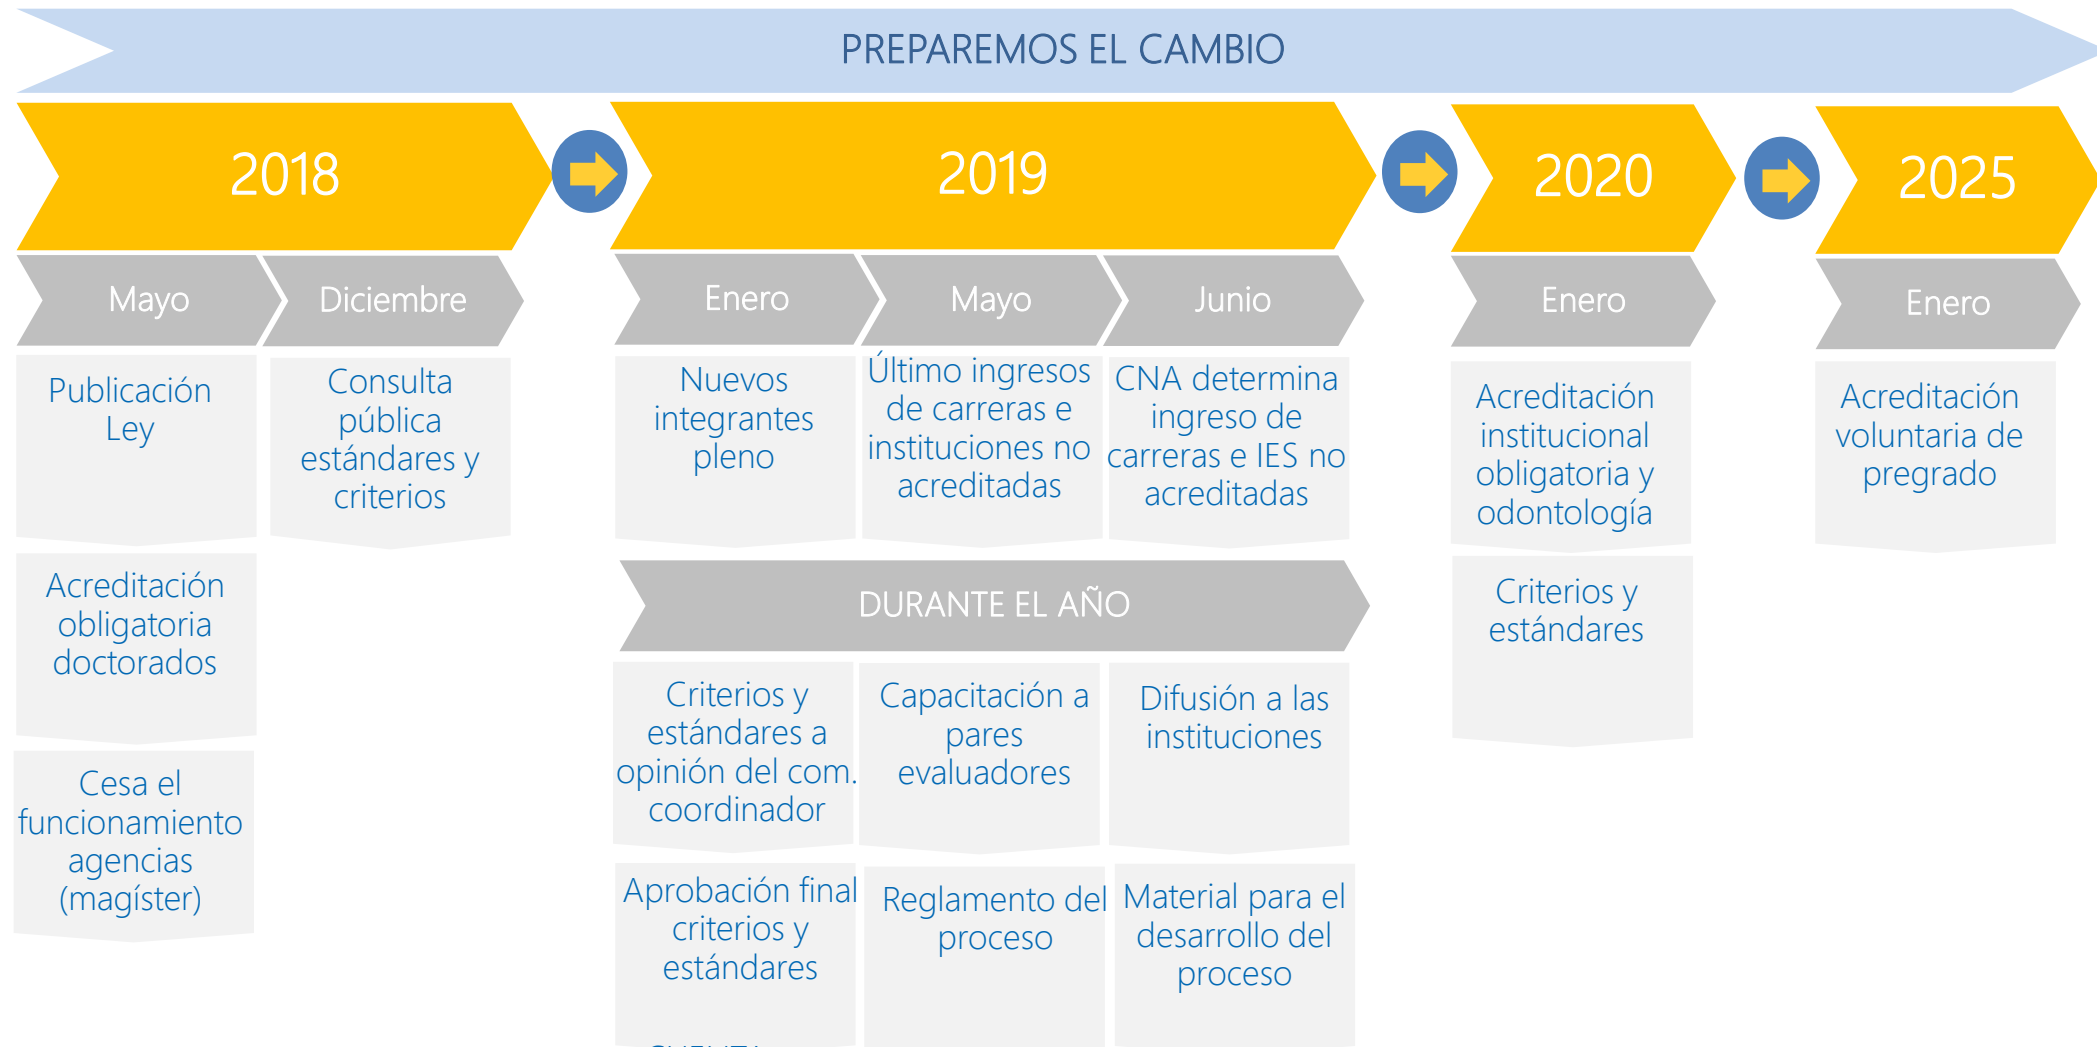 PREPAREMOS EL CAMBIO
2018
2019
2020
2025
Mayo
Diciembre
Enero
Mayo
Junio
Enero
Enero
Publicación
Ley
Consulta
pública
estándares y
criterios
Nuevos
integrantes
pleno
Último ingresos
de carreras e
instituciones no
acreditadas
CNA determina
ingreso de
carreras e IES no
acreditadas
Acreditación
institucional
obligatoria y
odontología
Acreditación
voluntaria de
pregrado
Acreditación
obligatoria
doctorados
DURANTE EL AÑO
Criterios y
estándares
Criterios y
estándares a
opinión del com.
coordinador
Capacitación a
pares
evaluadores
Difusión a las
instituciones
Cesa el
funcionamiento
agencias
(magíster)
Aprobación final
criterios y
estándares
Reglamento del
proceso
Material para el
desarrollo del
proceso